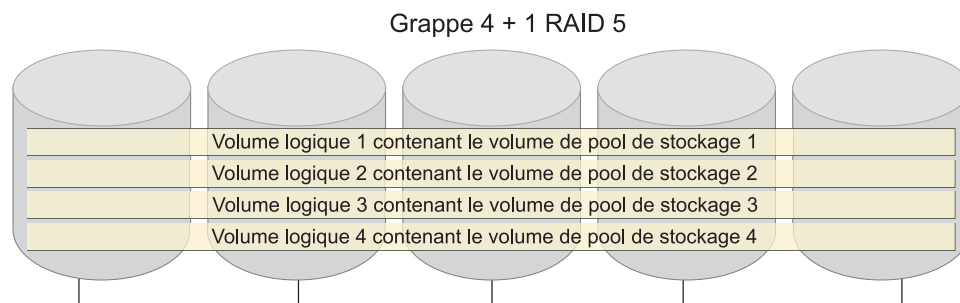 Grappe 4 + 1 RAID 5
Volume logique 1 contenant le volume de pool de stockage 1
Volume logique 2 contenant le volume de pool de stockage 2
Volume logique 3 contenant le volume de pool de stockage 3
Volume logique 4 contenant le volume de pool de stockage 4